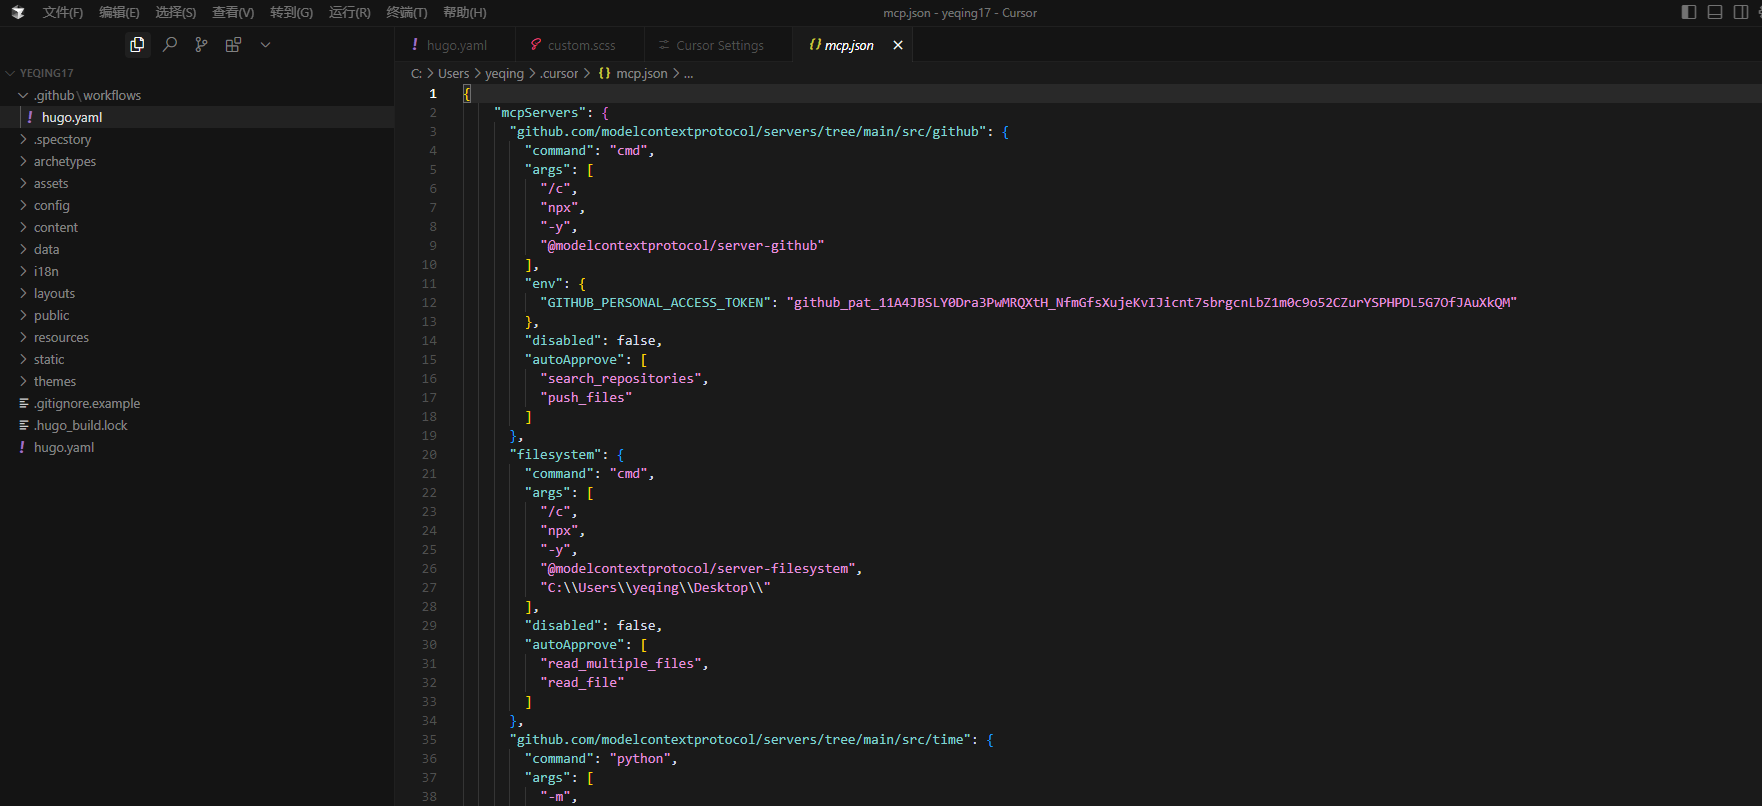 文件(F) 编辑(E) 选择(S) 查看(V) 转到(G) 运行(R) 终端(T) 帮助(H) mcp.json - yeqing17 - Cursor
! hugo.yaml custom.scss Cursor Settings {} mcp.json ×
YEQING17
.github\workflows
! hugo.yaml
.specstory
archetypes
assets
config
content
data
i18n
layouts
public
resources
static
themes
.gitignore.example
.hugo_build.lock
! hugo.yaml
C: > Users > yeqing > .cursor > {} mcp.json > ...
1 {
2 "mcpServers": {
3 "github.com/modelcontextprotocol/servers/tree/main/src/github": {
4 "command": "cmd",
5 "args": [
6 "/c",
7 "npx",
8 "-y",
9 "@modelcontextprotocol/server-github"
10 ],
11 "env": {
12 "GITHUB_PERSONAL_ACCESS_TOKEN": "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"
13 },
14 "disabled": false,
15 "autoApprove": [
16 "search_repositories",
17 "push_files"
18 ]
19 },
20 "filesystem": {
21 "command": "cmd",
22 "args": [
23 "/c",
24 "npx",
25 "-y",
26 "@modelcontextprotocol/server-filesystem",
27 "C:\\Users\\yeqing\\Desktop\\"
28 ],
29 "disabled": false,
30 "autoApprove": [
31 "read_multiple_files",
32 "read_file"
33 ]
34 },
35 "github.com/modelcontextprotocol/servers/tree/main/src/time": {
36 "command": "python",
37 "args": [
38 "-m",